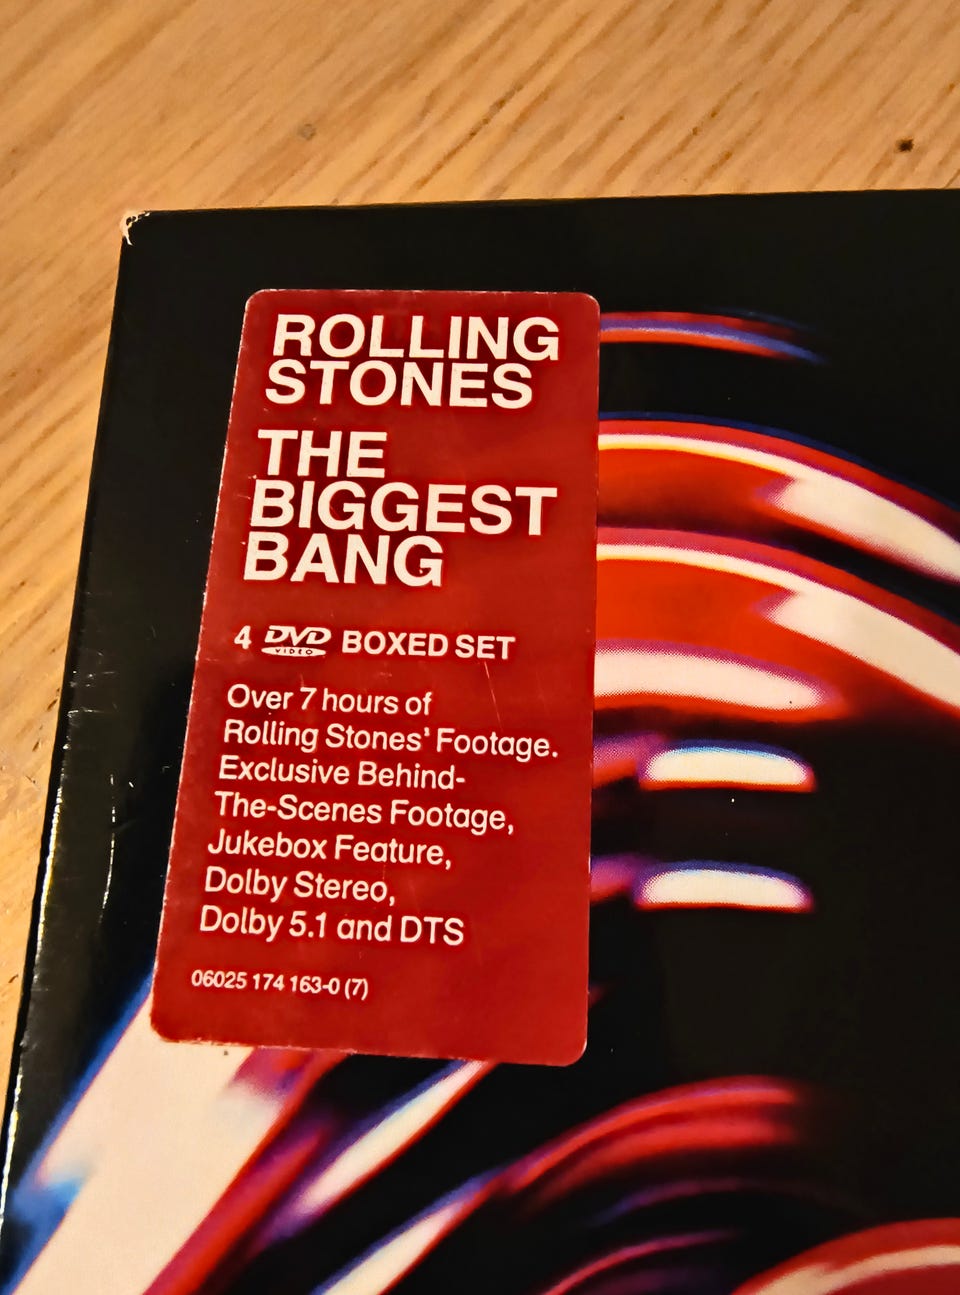 ROLLING
STONES
THE
BIGGEST
BANG
4 DVD VIDEO BOXED SET
Over 7 hours of
Rolling Stones' Footage.
Exclusive Behind-
The-Scenes Footage,
Jukebox Feature,
Dolby Stereo,
Dolby 5.1 and DTS
06025 174 163-0 (7)